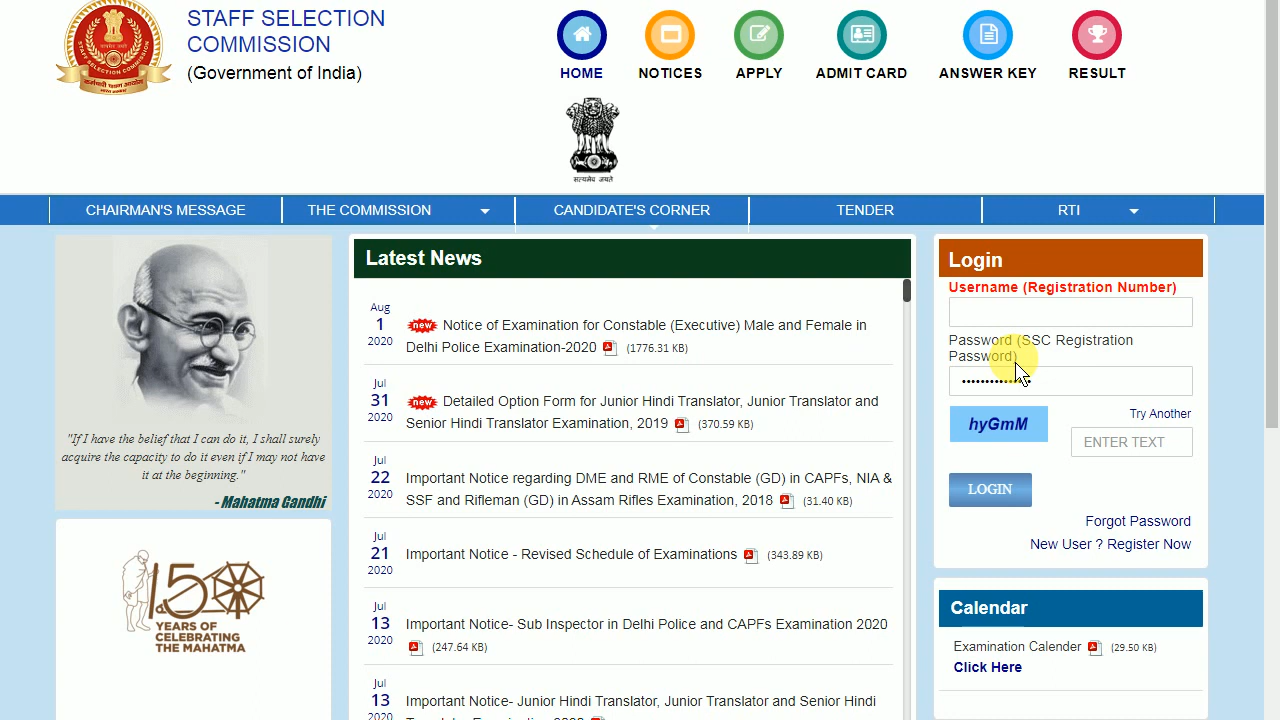 STAFF SELECTION
COMMISSION
(Government of India)
HOME
NOTICES
APPLY
ADMIT CARD
ANSWER KEY
RESULT
सत्यमेव जयते
CHAIRMAN'S MESSAGE
THE COMMISSION
CANDIDATE'S CORNER
TENDER
RTI
"If I have the belief that I can do it, I shall surely
acquire the capacity to do it even if I may not have
it at the beginning."
- Mahatma Gandhi
150
YEARS OF
CELEBRATING
THE MAHATMA
Latest News
Aug
1
2020
new Notice of Examination for Constable (Executive) Male and Female in
Delhi Police Examination-2020 (1776.31 KB)
Jul
31
2020
new Detailed Option Form for Junior Hindi Translator, Junior Translator and
Senior Hindi Translator Examination, 2019 (370.59 KB)
Jul
22
2020
Important Notice regarding DME and RME of Constable (GD) in CAPFs, NIA &
SSF and Rifleman (GD) in Assam Rifles Examination, 2018 (31.40 KB)
Jul
21
2020
Important Notice - Revised Schedule of Examinations (343.89 KB)
Jul
13
2020
Important Notice- Sub Inspector in Delhi Police and CAPFs Examination 2020
(247.64 KB)
Jul
13
2020
Important Notice- Junior Hindi Translator, Junior Translator and Senior Hindi
Login
Username (Registration Number)
Password (SSC Registration
Password)
hyGmM
Try Another
ENTER TEXT
LOGIN
Forgot Password
New User ? Register Now
Calendar
Examination Calender (29.50 KB)
Click Here